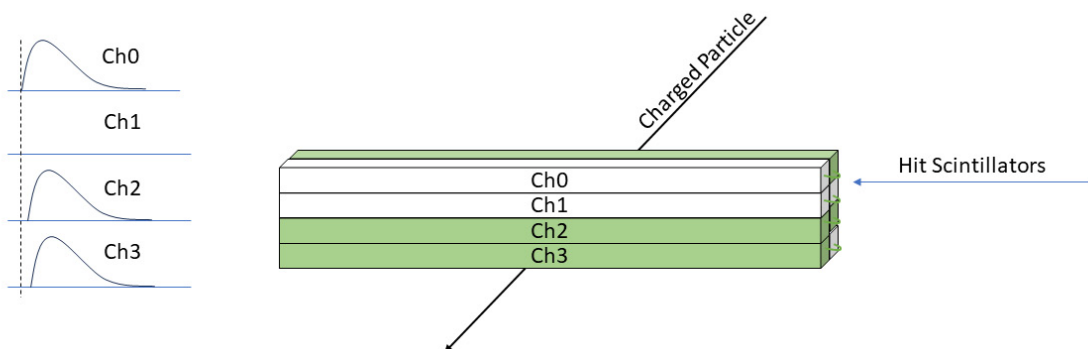 Ch0
Ch1
Ch2
Ch3
Charged Particle
Hit Scintillators
Ch0
Ch1
Ch2
Ch3